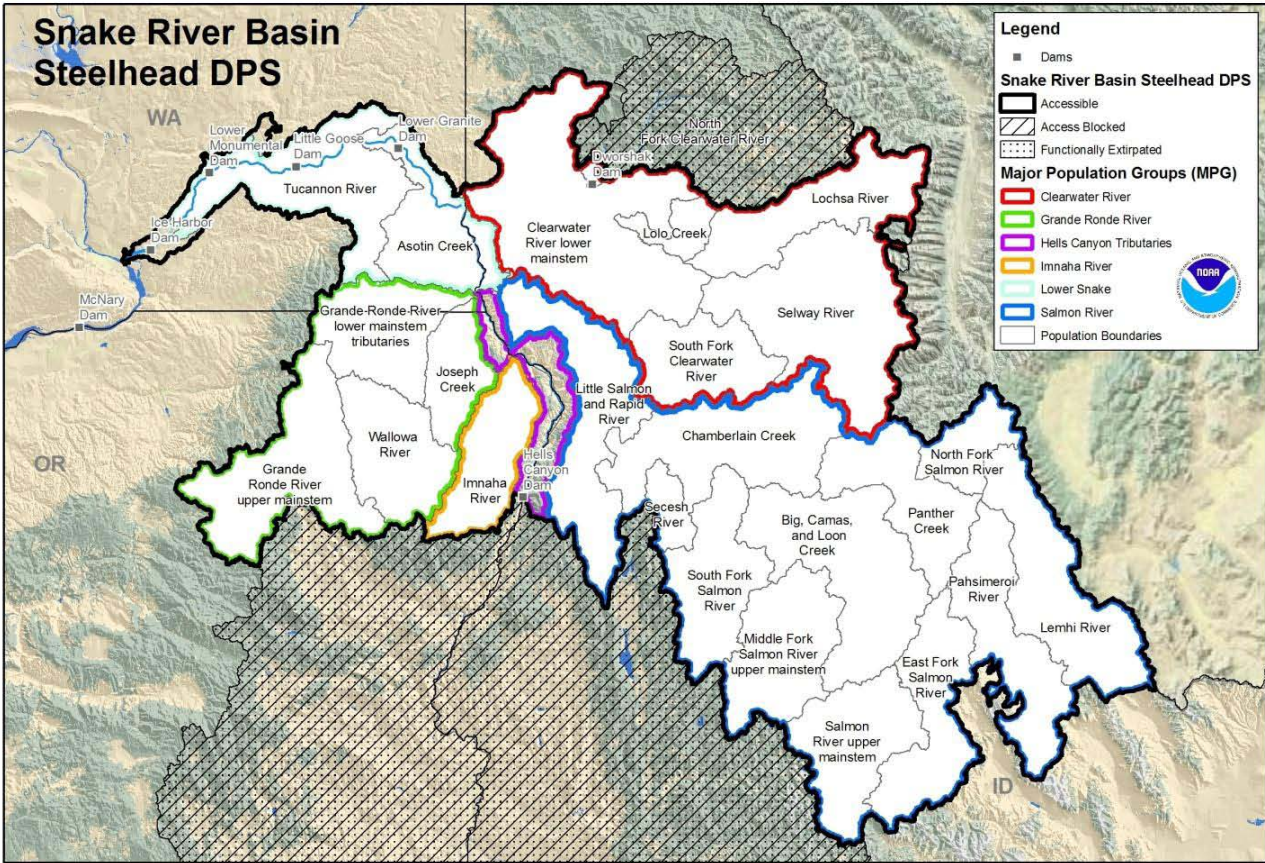 Snake River Basin
Steelhead DPS
WA
OR
ID
Lower
Monumental
Dam
Little Goose
Dam
Lower Granite
Dam
Ice Harbor
Dam
McNary
Dam
Tucannon River
Asotin Creek
North
Fork Clearwater River
Dworshak
Dam
Clearwater
River lower
mainstem
Lolo Creek
Lochsa River
Selway River
South Fork
Clearwater
River
Grande-Ronde-River
lower mainstem
tributaries
Joseph
Creek
Wallowa
River
Grande
Ronde River
upper mainstem
Imnaha
River
Hells
Canyon
Dam
Little Salmon
and Rapid
River
Chamberlain Creek
Secesh
River
South Fork
Salmon
River
Big, Camas,
and Loon
Creek
Middle Fork
Salmon River
upper mainstem
North Fork
Salmon River
Panther
Creek
Pahsimeroi
River
Lemhi River
East Fork
Salmon
River
Salmon
River upper
mainstem
Legend
Dams
Snake River Basin Steelhead DPS
Accessible
Access Blocked
Functionally Extirpated
Major Population Groups (MPG)
Clearwater River
Grande Ronde River
Hells Canyon Tributaries
Imnaha River
Lower Snake
Salmon River
Population Boundaries
NOAA